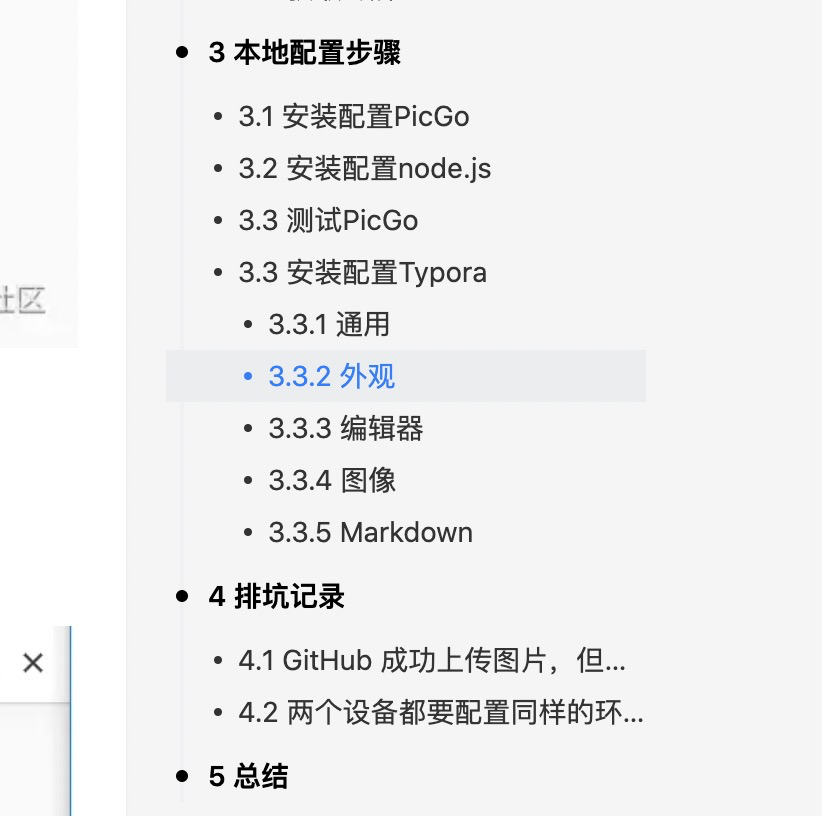 3 本地配置步骤
3.1 安装配置PicGo
3.2 安装配置node.js
3.3 测试PicGo
3.3 安装配置Typora
社区
3.3.1 通用
3.3.2 外观
3.3.3 编辑器
3.3.4 图像
3.3.5 Markdown
4 排坑记录
4.1 GitHub 成功上传图片，但...
4.2 两个设备都要配置同样的环...
5 总结